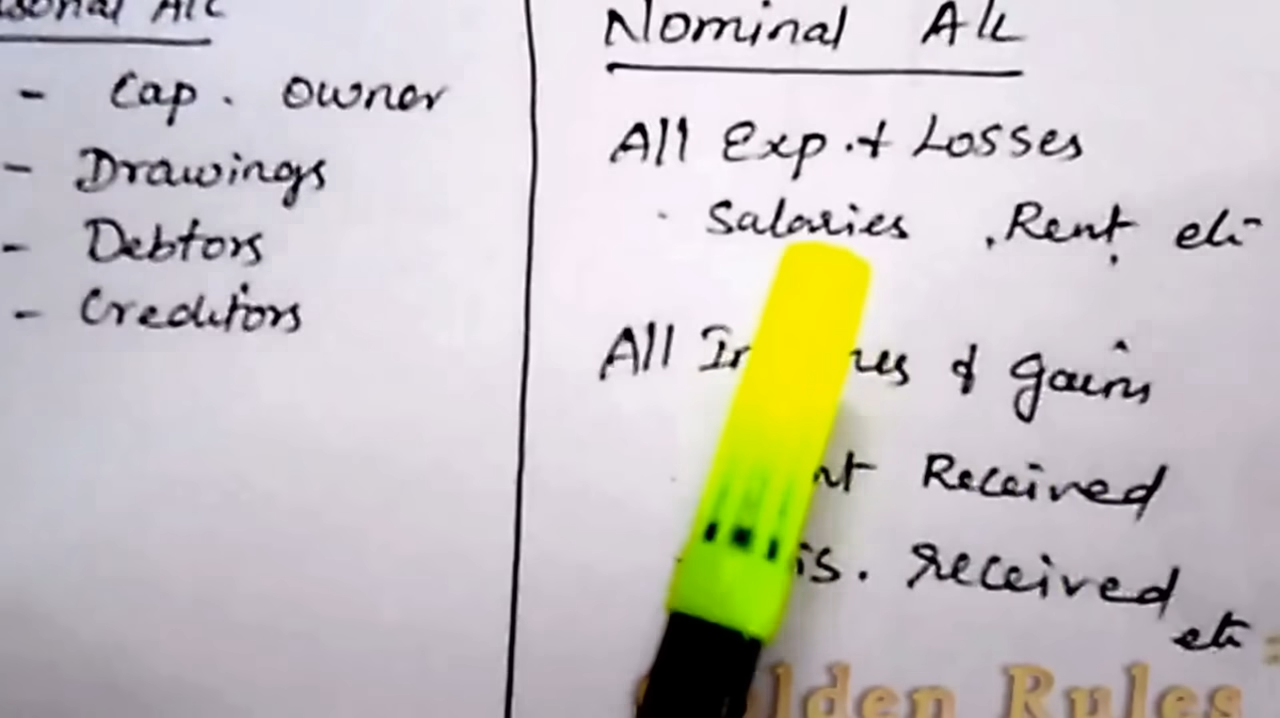 A/c
- Cap. Owner
- Drawings
- Debtors
- Creditors
Nominal A/c
All Exp. & Losses
. Salaries , Rent, etc
All & Gains
Received
received
etc
Rules